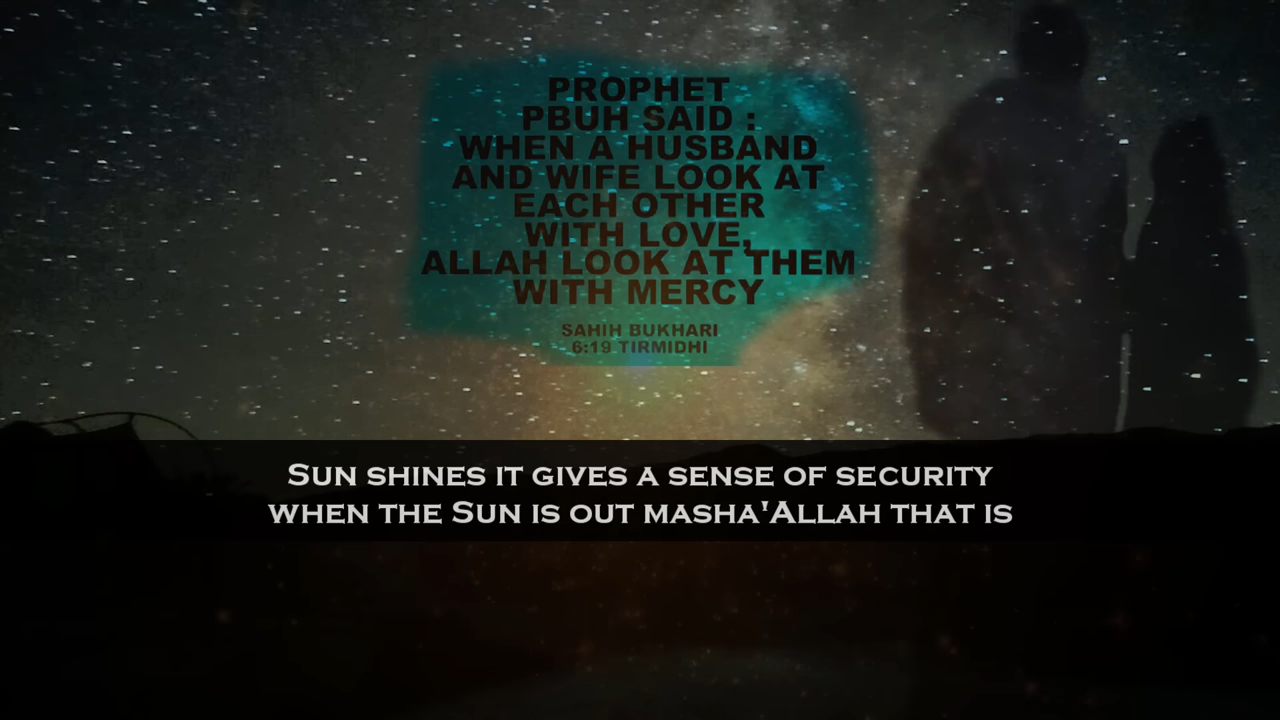 PROPHET
PBUH SAID :
WHEN A HUSBAND
AND WIFE LOOK AT
EACH OTHER
WITH LOVE,
ALLAH LOOK AT THEM
WITH MERCY
SAHIH BUKHARI
6:19 TIRMIDHI
Sun shines it gives a sense of security
when the Sun is out masha'Allah that is